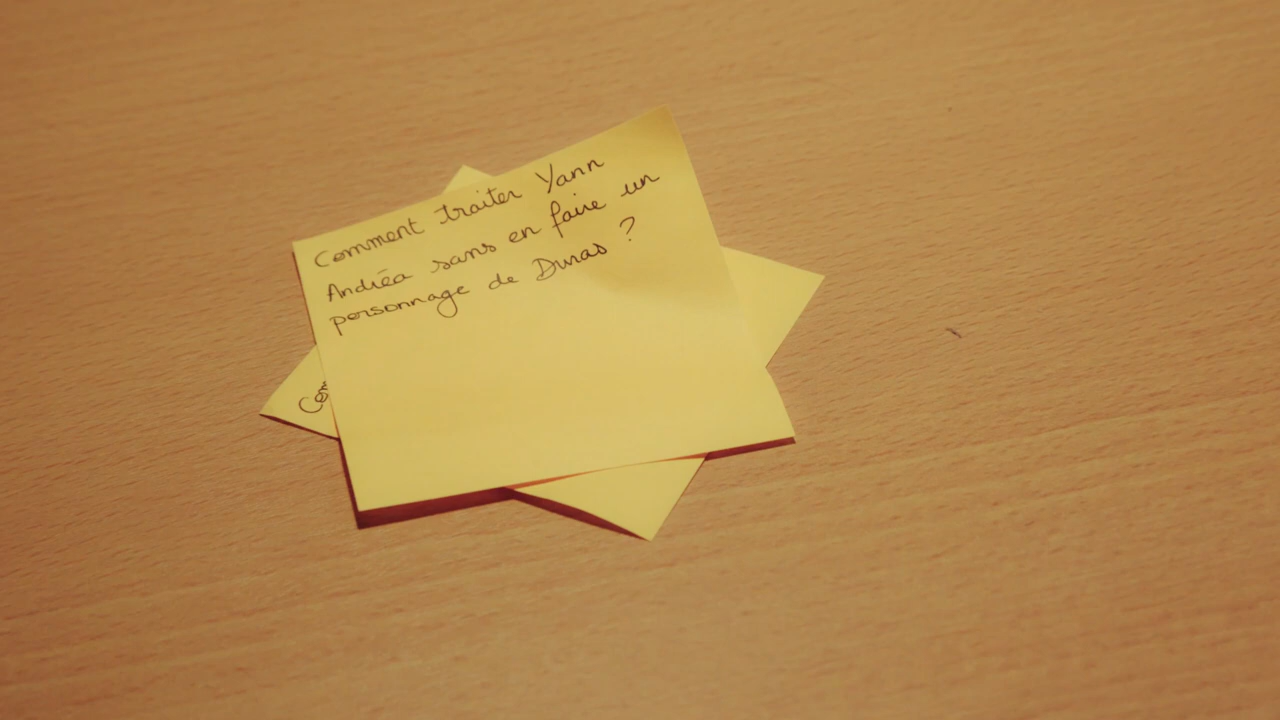 Comment traiter Yann
Andréa sans en faire un
personnage de Duras ?